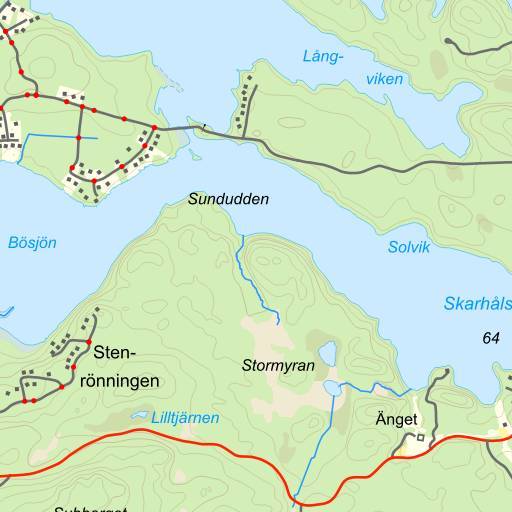 Lång-
viken
Sundudden
Bösjön
Solvik
Skarhåls
64
Sten-
rönningen
Stormyran
Lilltjärnen
Änget